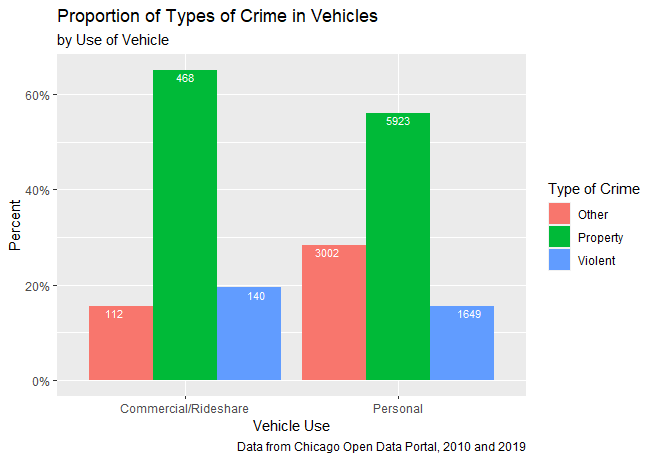 Proportion of Types of Crime in Vehicles
by Use of Vehicle
Percent
60%
40%
20%
0%
468
5923
3002
112
140
1649
Commercial/Rideshare
Personal
Vehicle Use
Type of Crime
Other
Property
Violent
Data from Chicago Open Data Portal, 2010 and 2019